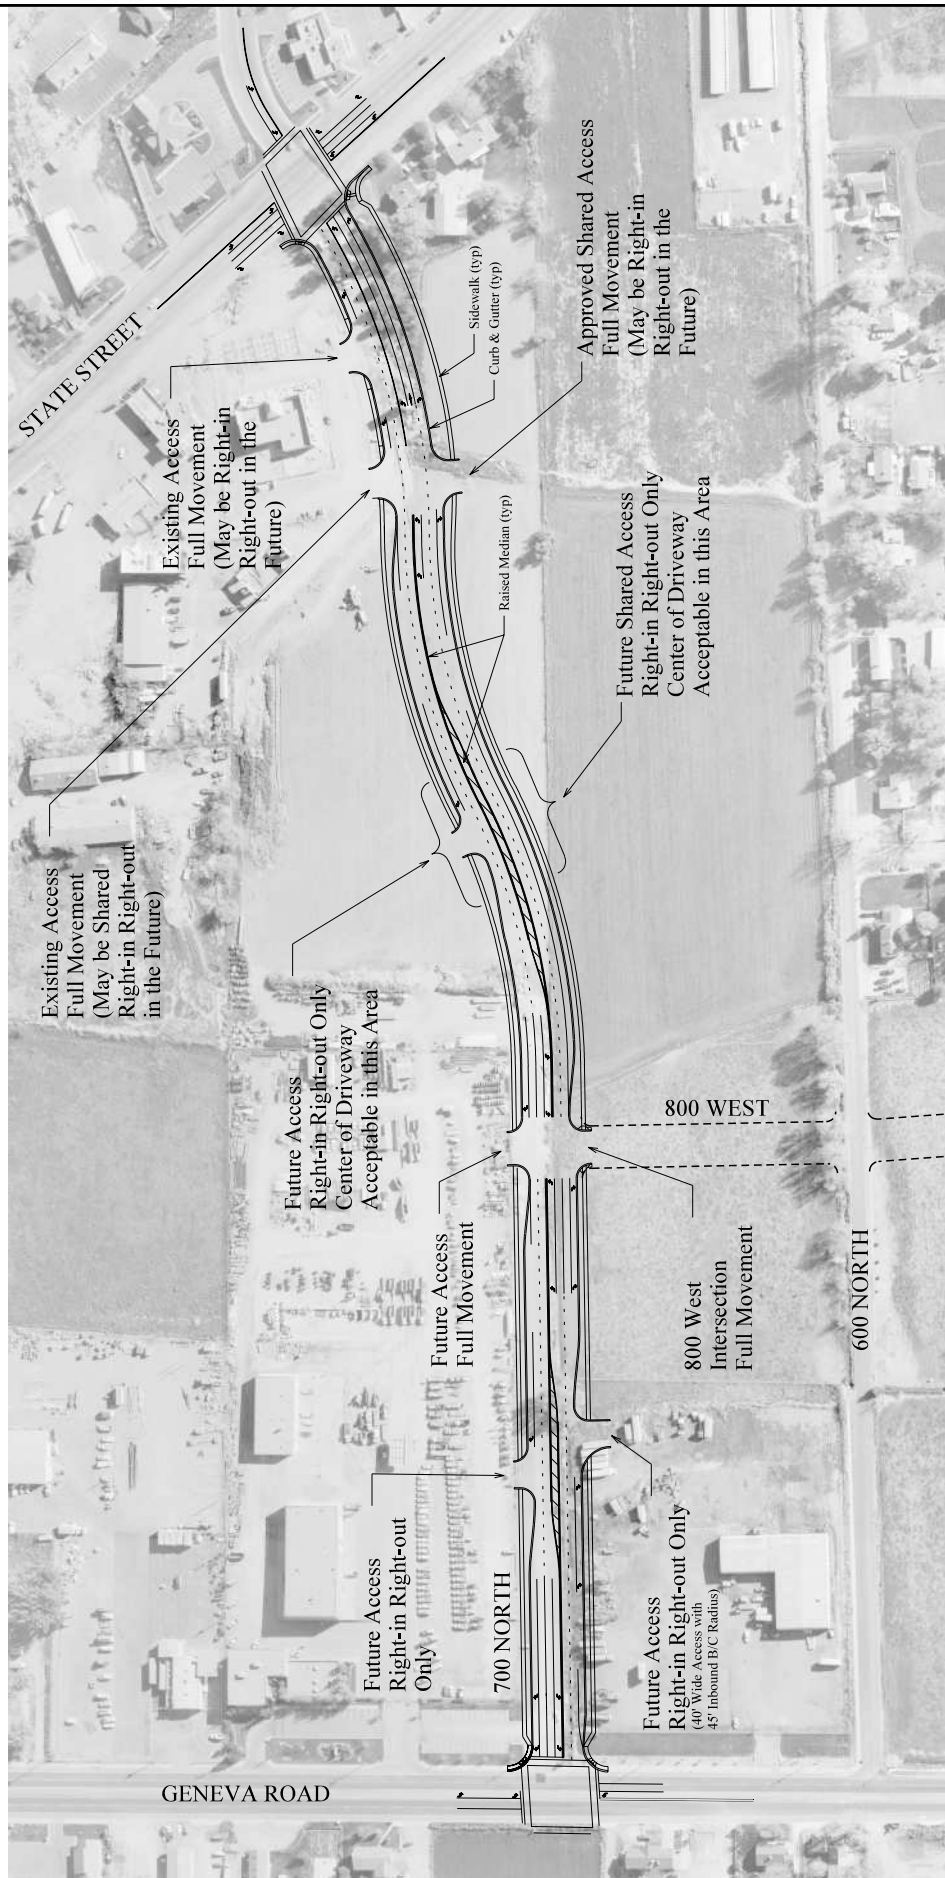 STATE STREET
Existing Access
Full Movement
(May be Right-in
Right-out in the
Future)
Sidewalk (typ)
Curb & Gutter (typ)
Approved Shared Access
Full Movement
(May be Right-in
Right-out in the
Future)
Existing Access
Full Movement
(May be Shared
Right-in Right-out
in the Future)
Raised Median (typ)
Future Shared Access
Right-in Right-out Only
Center of Driveway
Acceptable in this Area
Future Access
Right-in-Right-out Only
Center of Driveway
Acceptable in this Area
800 WEST
Future Access
Full Movement
800 West
Intersection
Full Movement
600 NORTH
Future Access
Right-in Right-out
Only
700 NORTH
Future Access
Right-in Right-out Only
(40' Wide Access with
45' Inbound B/C Radius)
GENEVA ROAD